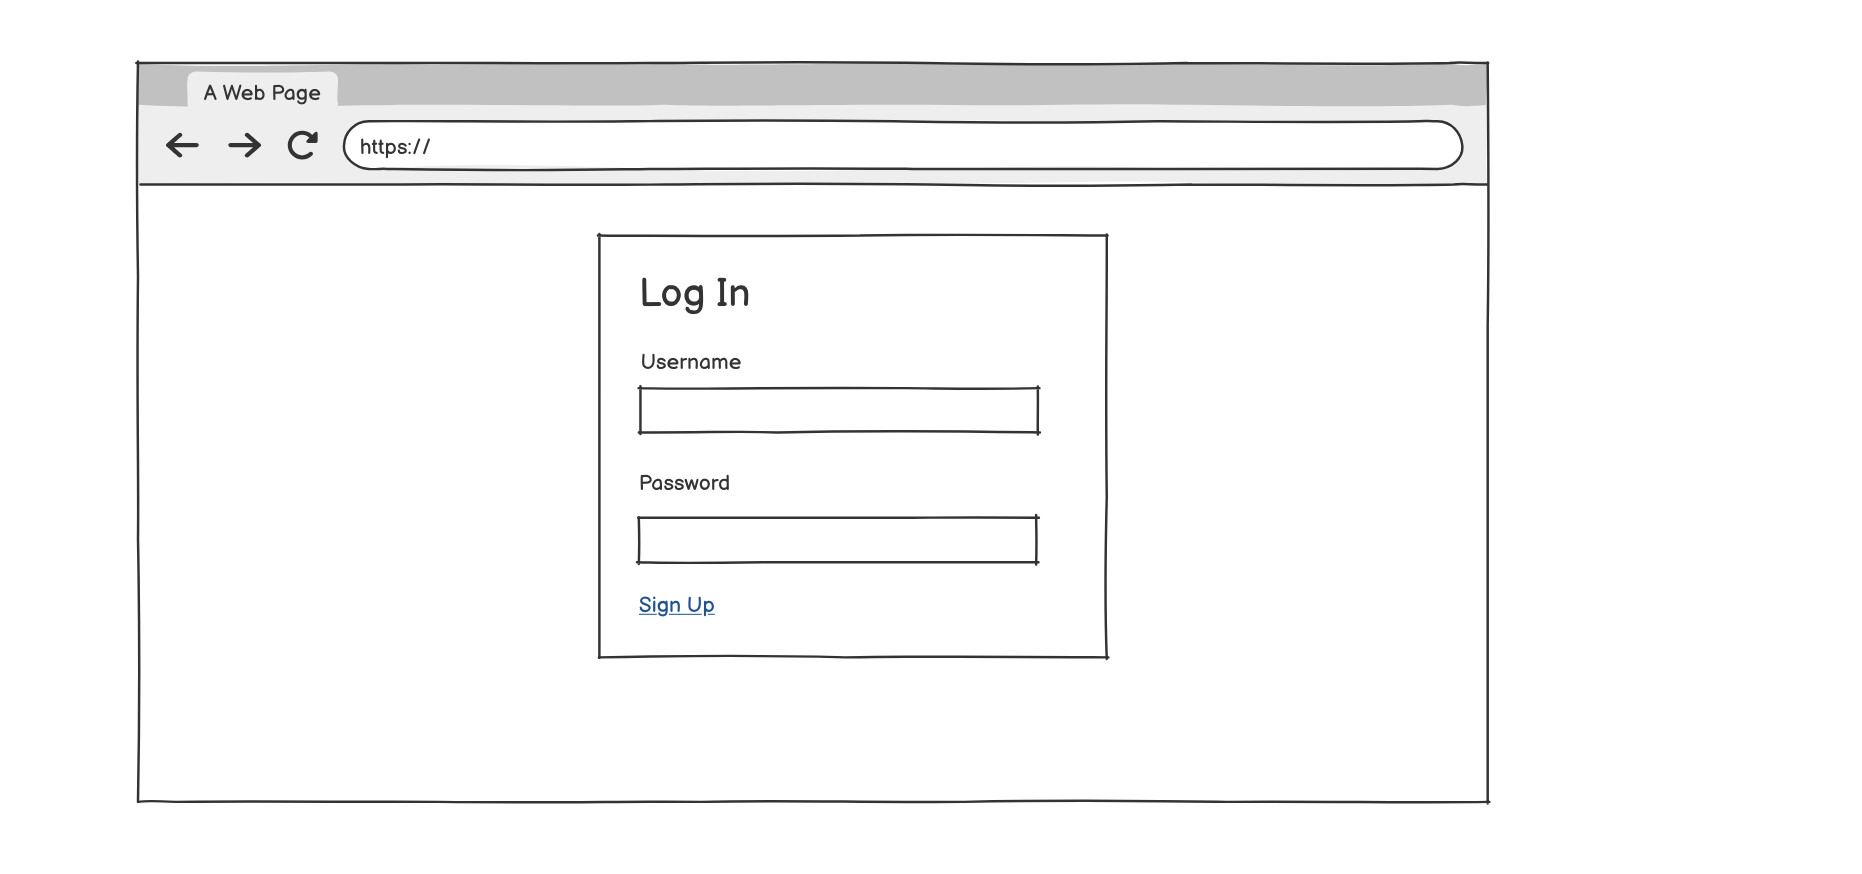 A Web Page
https://
Log In
Username
Password
Sign Up